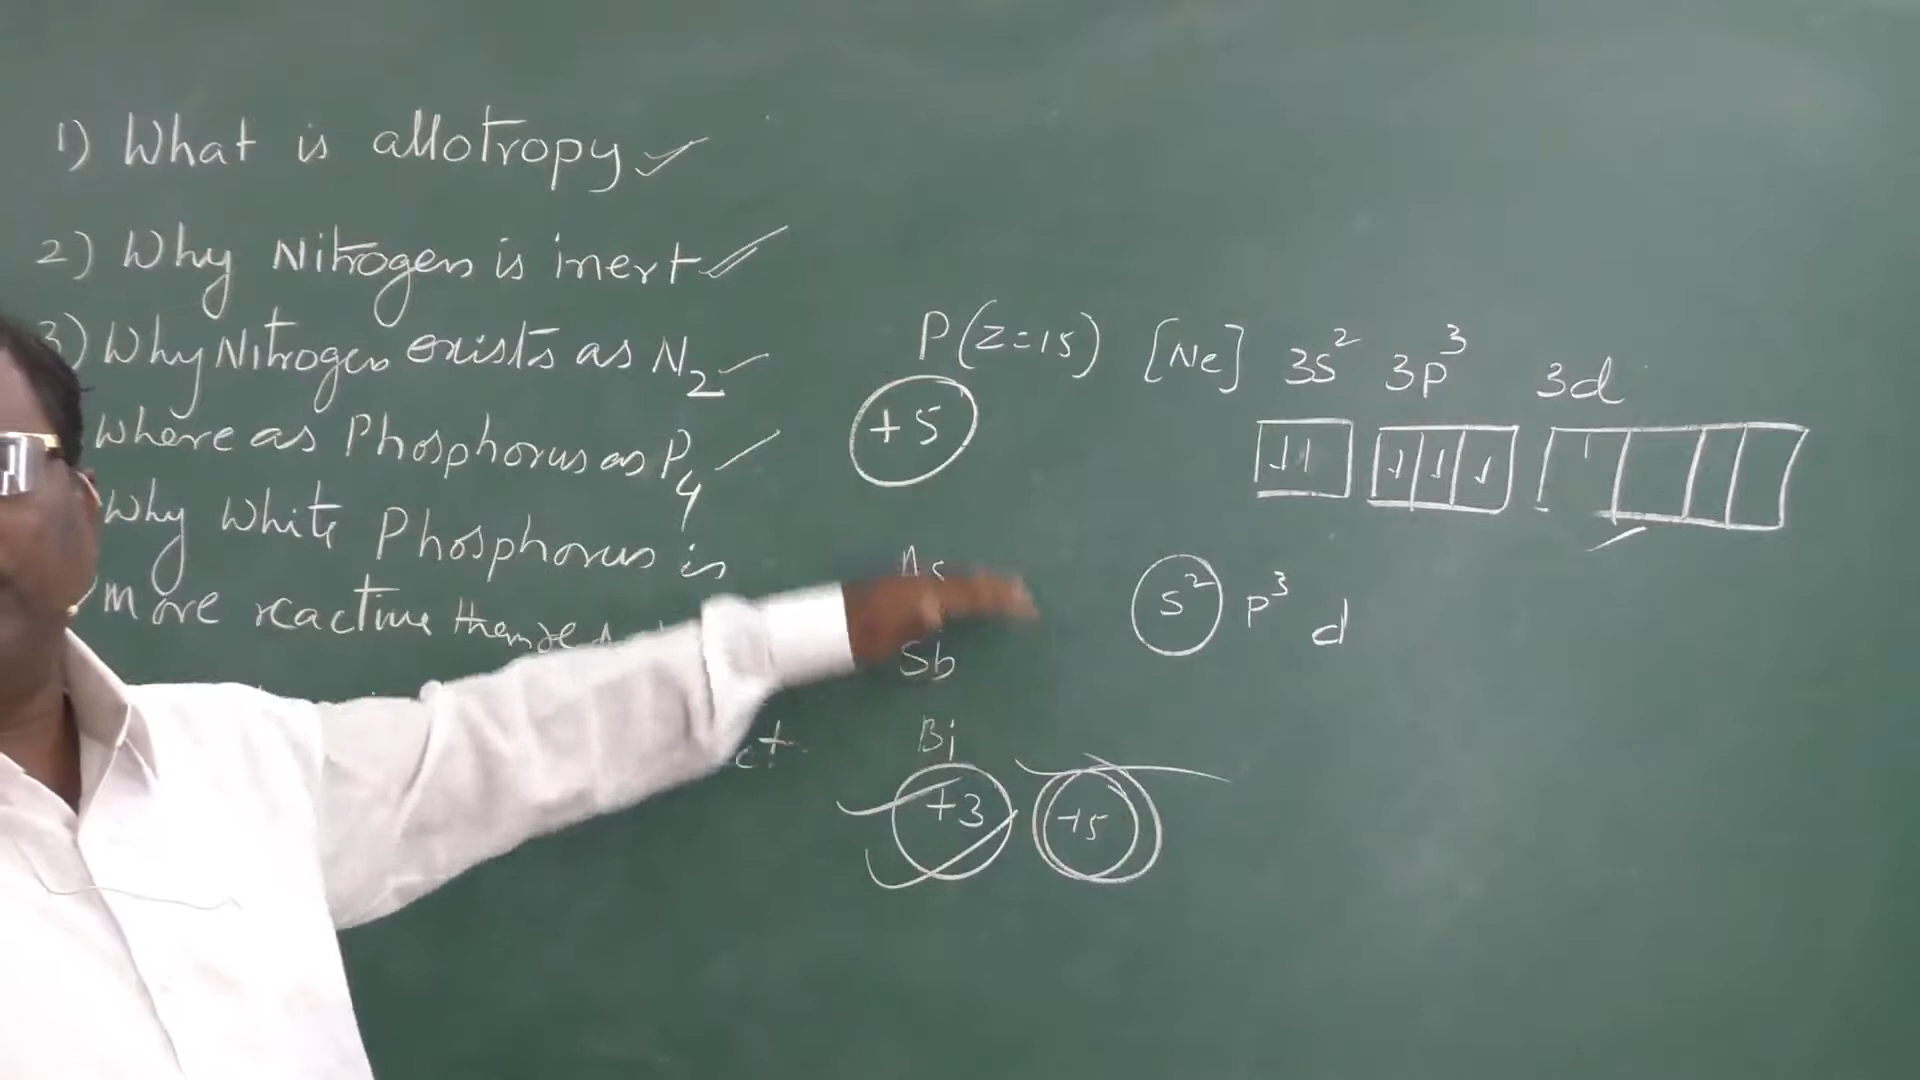 1) What is allotropy
2) Why Nitrogen is inert
3) Why Nitrogen exists as N₂
where as Phosphorus as P₄
Why White Phosphorus is
more reactive
ct.
P(Z=15) [Ne] 3S² 3p³ 3d
+5
As
Sb
Bi
S² p³ d
+3 +5